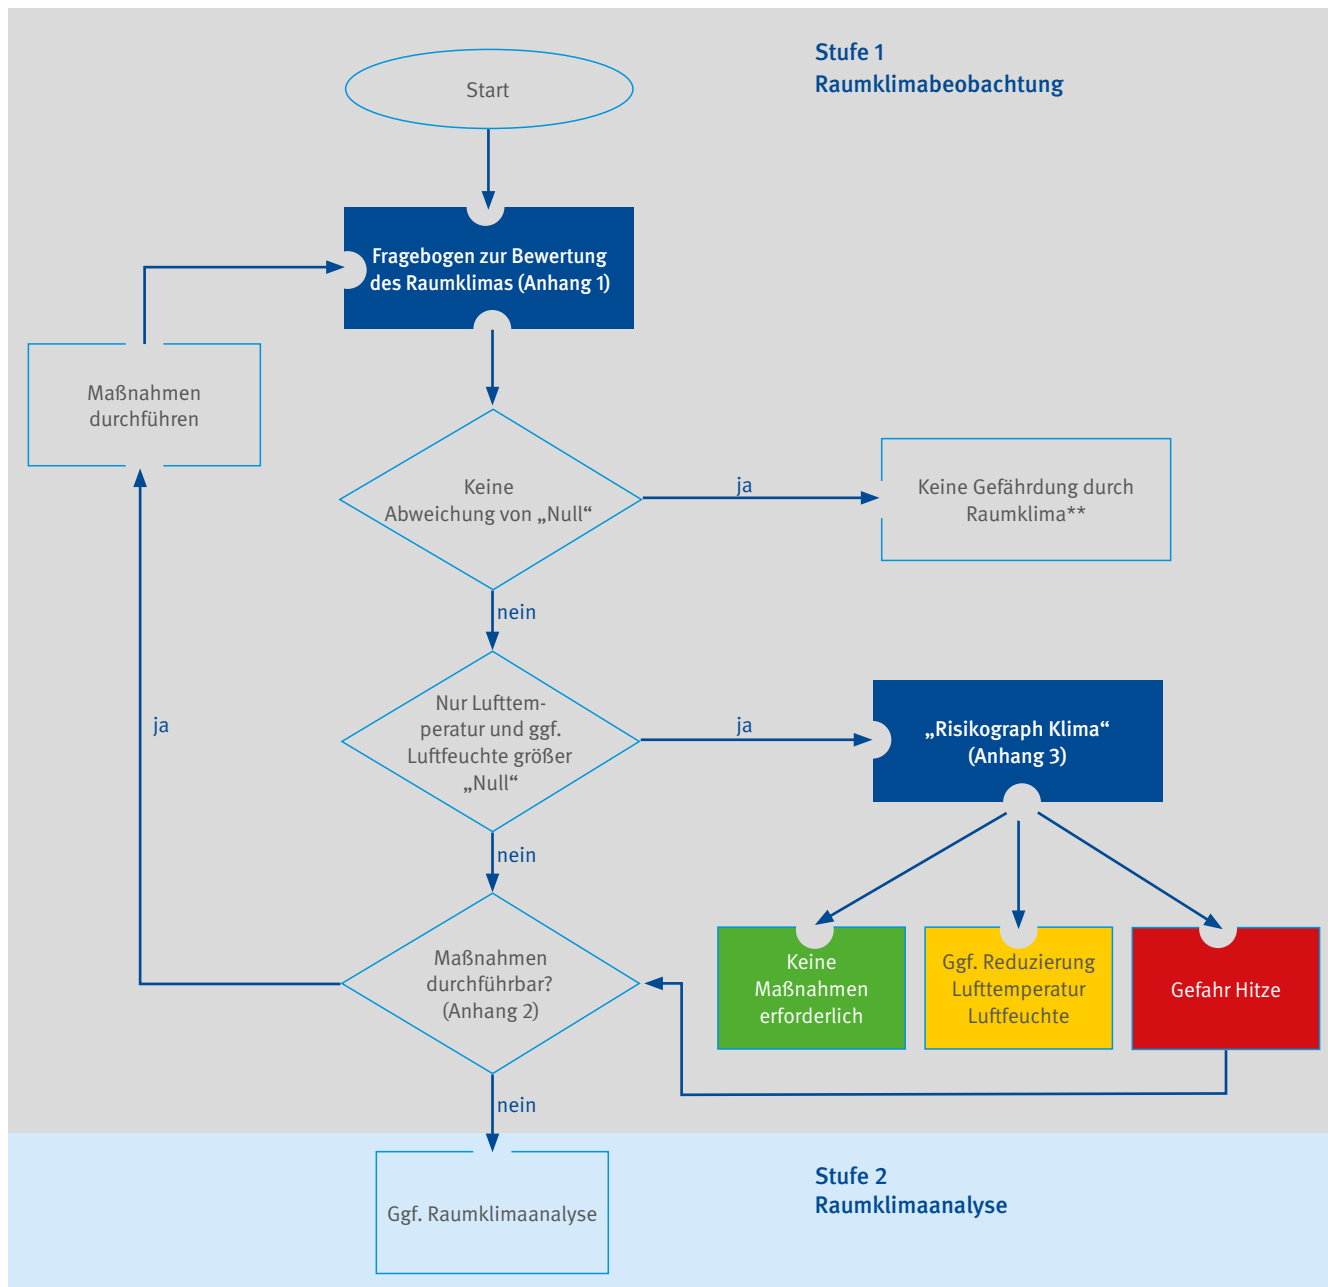 Stufe 1
Raumklimabeobachtung
Start
Fragebogen zur Bewertung
des Raumklimas (Anhang 1)
Maßnahmen
durchführen
Keine
Abweichung von „Null“
ja
Keine Gefährdung durch
Raumklima**
nein
Nur Lufttem-
peratur und ggf.
Luftfeuchte größer
„Null“
ja
ja
„Risikograph Klima“
(Anhang 3)
nein
Maßnahmen
durchführbar?
(Anhang 2)
Keine
Maßnahmen
erforderlich
Ggf. Reduzierung
Lufttemperatur
Luftfeuchte
Gefahr Hitze
nein
Stufe 2
Raumklimaanalyse
Ggf. Raumklimaanalyse